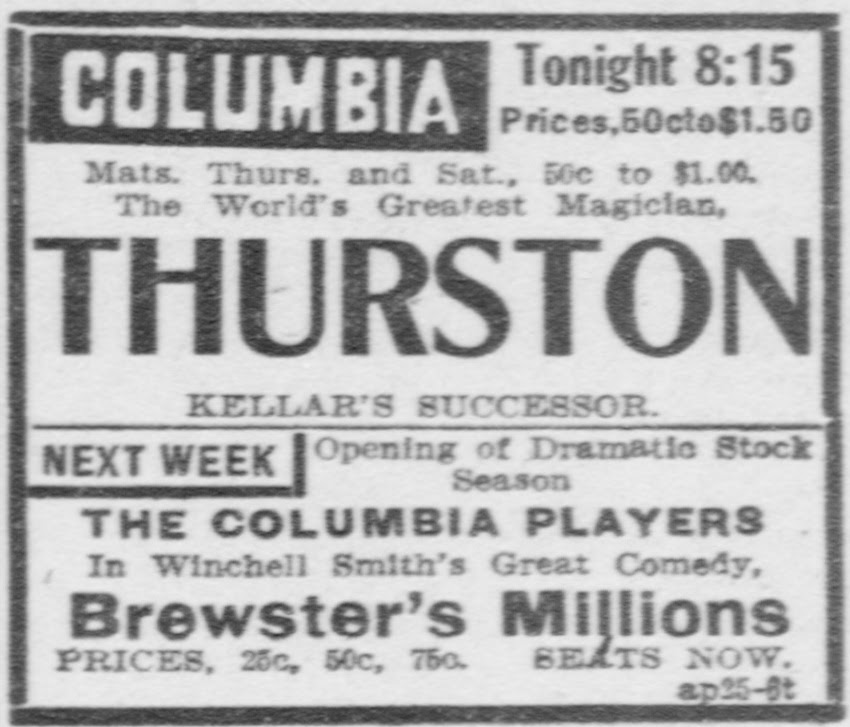 COLUMBIA
Tonight 8:15
Prices, 50c to $1.50
Mats. Thurs. and Sat., 50c to $1.00.
The World's Greatest Magician,
THURSTON
KELLAR'S SUCCESSOR.
NEXT WEEK
Opening of Dramatic Stock
Season
THE COLUMBIA PLAYERS
In Winchell Smith's Great Comedy,
Brewster's Millions
PRICES, 25c, 50c, 75c. SEATS NOW.
ap25-6t